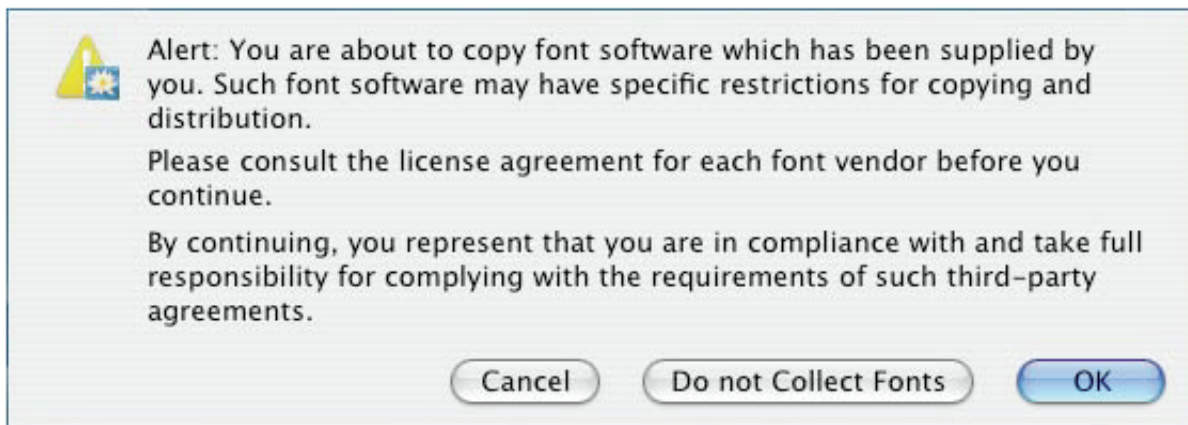 Alert: You are about to copy font software which has been supplied by
you. Such font software may have specific restrictions for copying and
distribution.
Please consult the license agreement for each font vendor before you
continue.
By continuing, you represent that you are in compliance with and take full
responsibility for complying with the requirements of such third-party
agreements.
Cancel
Do not Collect Fonts
OK